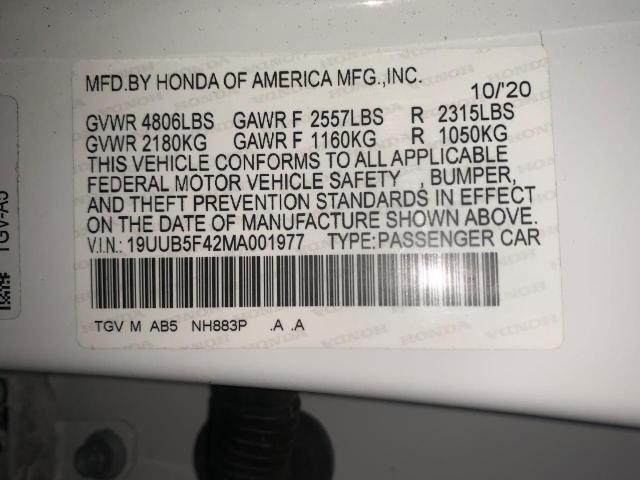 MFD.BY HONDA OF AMERICA MFG.,INC.
10/'20
GVWR 4806LBS GAWR F 2557LBS R 2315LBS
GVWR 2180KG GAWR F 1160KG R 1050KG
THIS VEHICLE CONFORMS TO ALL APPLICABLE
FEDERAL MOTOR VEHICLE SAFETY , BUMPER,
AND THEFT PREVENTION STANDARDS IN EFFECT
ON THE DATE OF MANUFACTURE SHOWN ABOVE.
V.I.N.: 19UUB5F42MA001977 TYPE:PASSENGER CAR
TGV M AB5 NH883P .A .A
TGV-A5